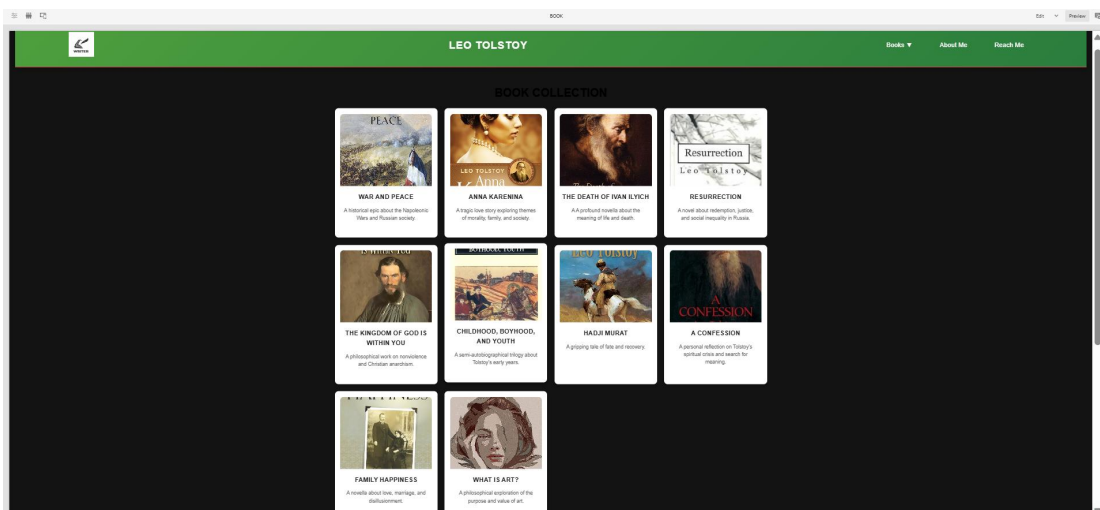 BOOK
Edit
Preview
WRITER
LEO TOLSTOY
Books ▼
About Me
Reach Me
BOOK COLLECTION
PEACE
WAR AND PEACE
A historical epic about the Napoleonic
Wars and Russian society.
LEO TOLSTOY
Anna
ANNA KARENINA
A tragic love story exploring themes
of morality, family, and society.
THE DEATH OF IVAN ILYICH
A A profound novella about the
meaning of life and death.
Resurrection
Leo Tolstoy
RESURRECTION
A novel about redemption, justice,
and social inequality in Russia.
THE KINGDOM OF GOD IS
WITHIN YOU
A philosophical work on nonviolence
and Christian anarchism.
BOYHOOD, YOUTH
CHILDHOOD, BOYHOOD,
AND YOUTH
A semi-autobiographical trilogy about
Tolstoy's early years.
Leo Tolstoy
HADJI MURAT
A gripping tale of fate and recovery.
A
CONFESSION
A CONFESSION
A personal reflection on Tolstoy's
spiritual crisis and search for
meaning.
HAPPINESS
FAMILY HAPPINESS
A novella about love, marriage, and
disillusionment.
WHAT IS ART?
A philosophical exploration of the
purpose and value of art.